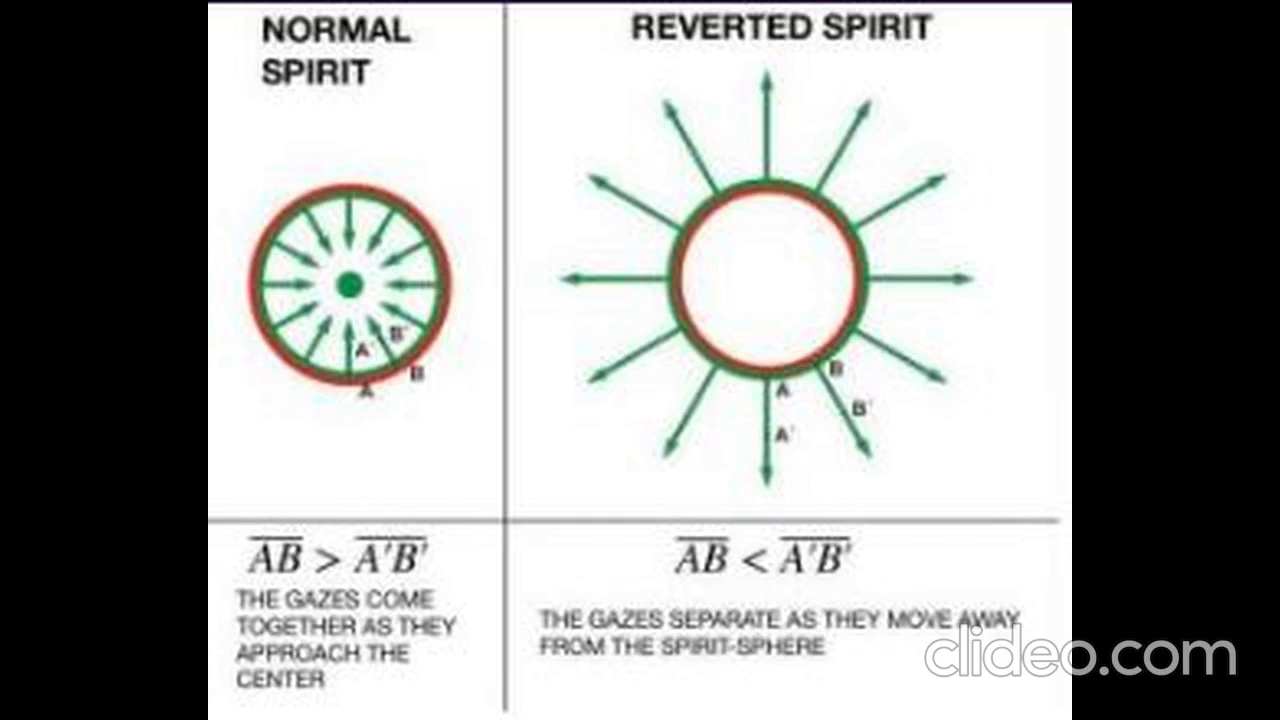 NORMAL
SPIRIT
A'
B'
B
A
AB > A'B'
THE GAZES COME
TOGETHER AS THEY
APPROACH THE
CENTER
REVERTED SPIRIT
B
A
B'
A'
AB < A'B'
THE GAZES SEPARATE AS THEY MOVE AWAY
FROM THE SPIRIT-SPHERE
clideo.com